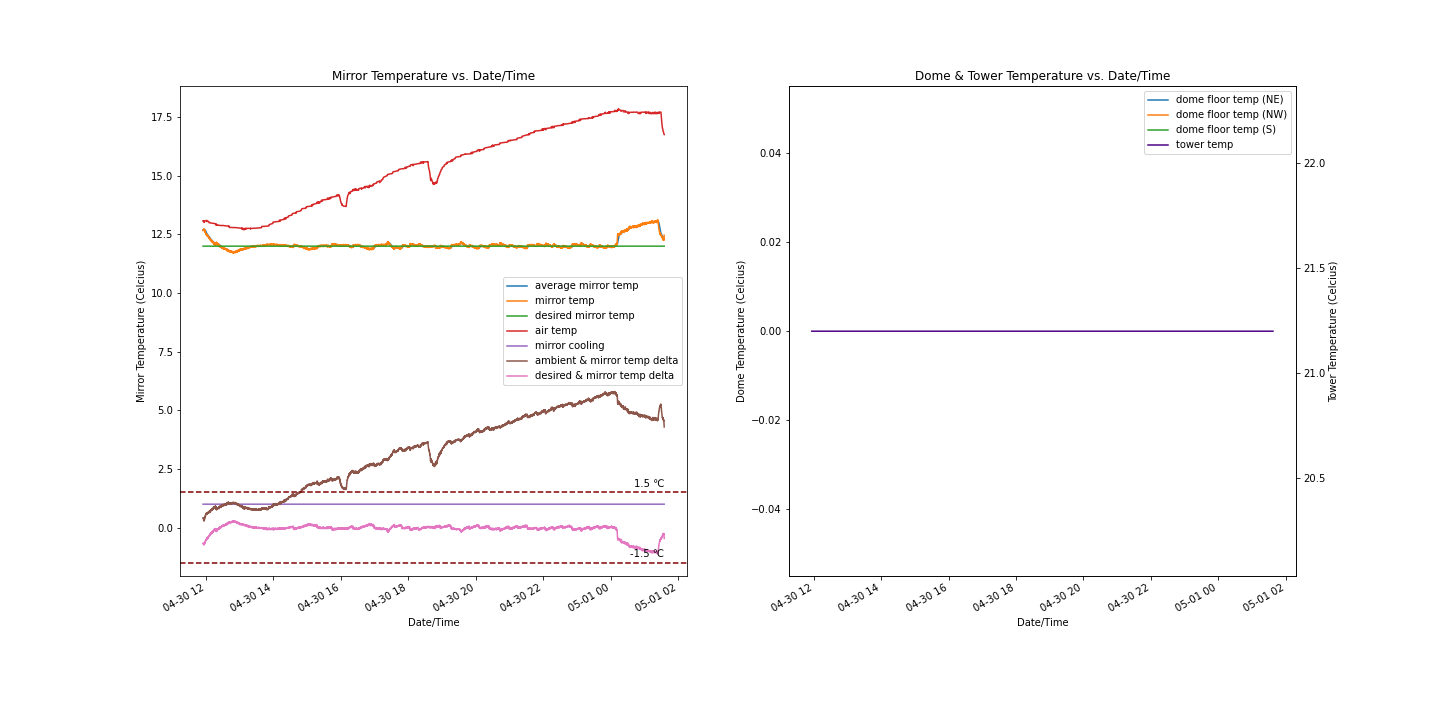 Mirror Temperature vs. Date/Time
Mirror Temperature (Celcius)
17.5
15.0
12.5
10.0
7.5
5.0
2.5
0.0
average mirror temp
mirror temp
desired mirror temp
air temp
mirror cooling
ambient & mirror temp delta
desired & mirror temp delta
1.5 °C
-1.5 °C
04-30 12
04-30 14
04-30 16
04-30 18
04-30 20
04-30 22
05-01 00
05-01 02
Date/Time
Dome & Tower Temperature vs. Date/Time
Dome Temperature (Celcius)
0.04
0.02
0.00
−0.02
−0.04
dome floor temp (NE)
dome floor temp (NW)
dome floor temp (S)
tower temp
22.0
21.5
21.0
20.5
Tower Temperature (Celcius)
04-30 12
04-30 14
04-30 16
04-30 18
04-30 20
04-30 22
05-01 00
05-01 02
Date/Time